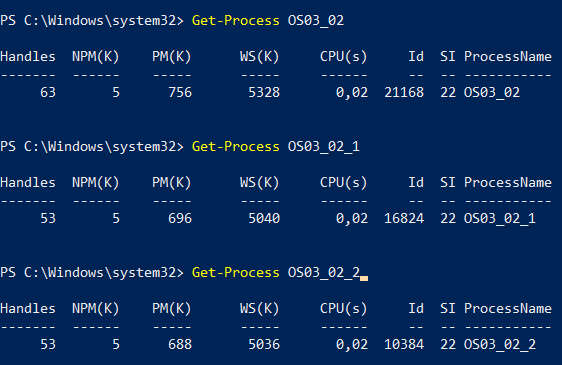 PS C:\Windows\system32> Get-Process OS03_02
Handles  NPM(K)    PM(K)      WS(K)     CPU(s)     Id  SI ProcessName
-------  ------    -----      -----     ------     --  -- -----------
     63       5      756       5328       0,02  21168  22 OS03_02
PS C:\Windows\system32> Get-Process OS03_02_1
Handles  NPM(K)    PM(K)      WS(K)     CPU(s)     Id  SI ProcessName
-------  ------    -----      -----     ------     --  -- -----------
     53       5      696       5040       0,02  16824  22 OS03_02_1
PS C:\Windows\system32> Get-Process OS03_02_2
Handles  NPM(K)    PM(K)      WS(K)     CPU(s)     Id  SI ProcessName
-------  ------    -----      -----     ------     --  -- -----------
     53       5      688       5036       0,02  10384  22 OS03_02_2